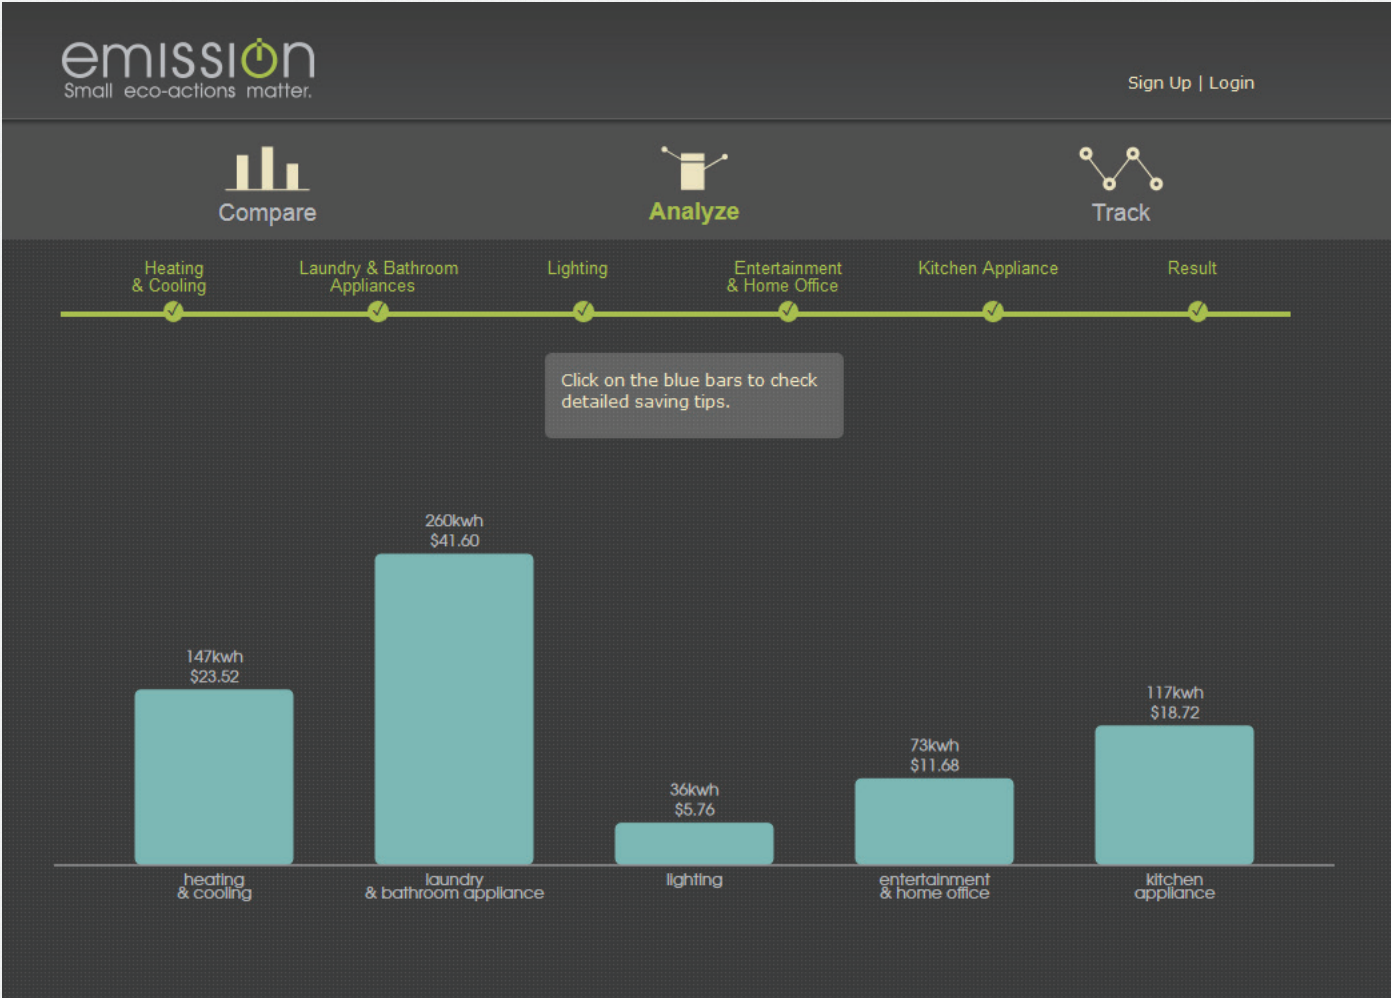 emission
Small eco-actions matter.
Sign Up | Login
Compare
Analyze
Track
Heating
& Cooling
Laundry & Bathroom
Appliances
Lighting
Entertainment
& Home Office
Kitchen Appliance
Result
Click on the blue bars to check
detailed saving tips.
147kwh
$23.52
260kwh
$41.60
36kwh
$5.76
73kwh
$11.68
117kwh
$18.72
heating
& cooling
laundry
& bathroom appliance
lighting
entertainment
& home office
kitchen
appliance